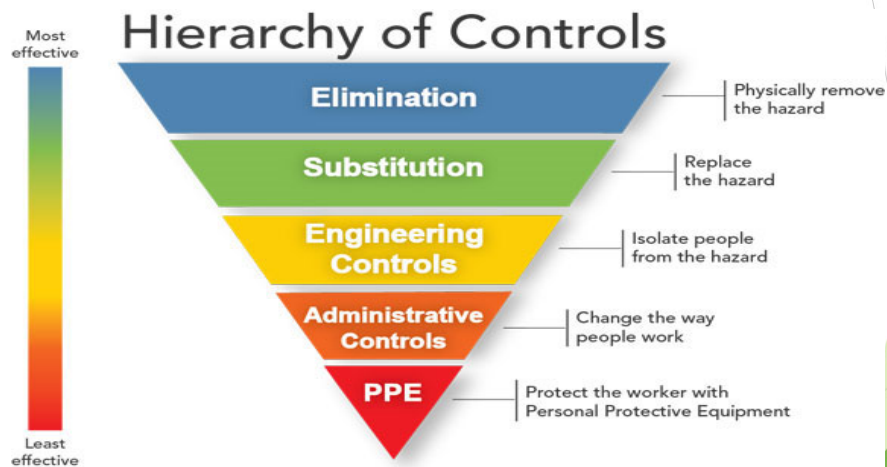 Hierarchy of Controls
Most
effective
Elimination
Physically remove
the hazard
Substitution
Replace
the hazard
Engineering
Controls
Isolate people
from the hazard
Administrative
Controls
Change the way
people work
PPE
Protect the worker with
Personal Protective Equipment
Least
effective